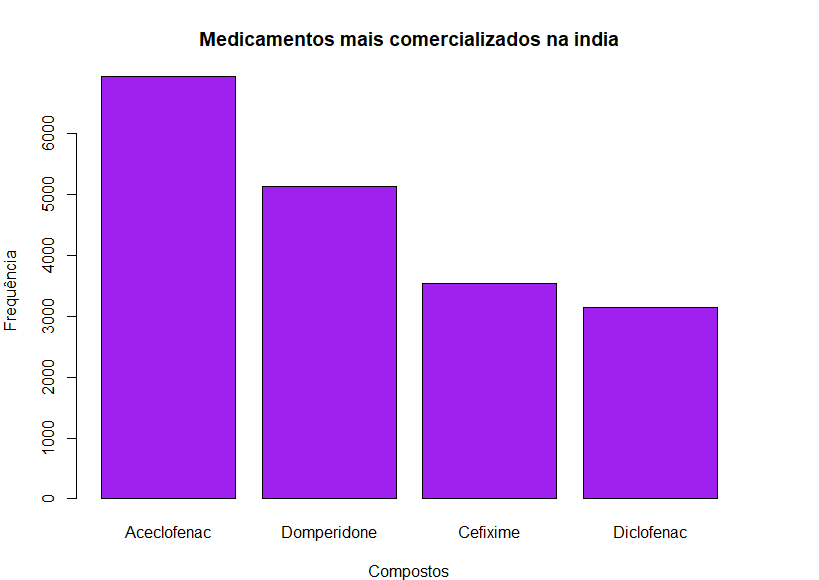 Medicamentos mais comercializados na india
Frequência
6000
5000
4000
3000
2000
1000
0
Aceclofenac Domperidone Cefixime Diclofenac
Compostos